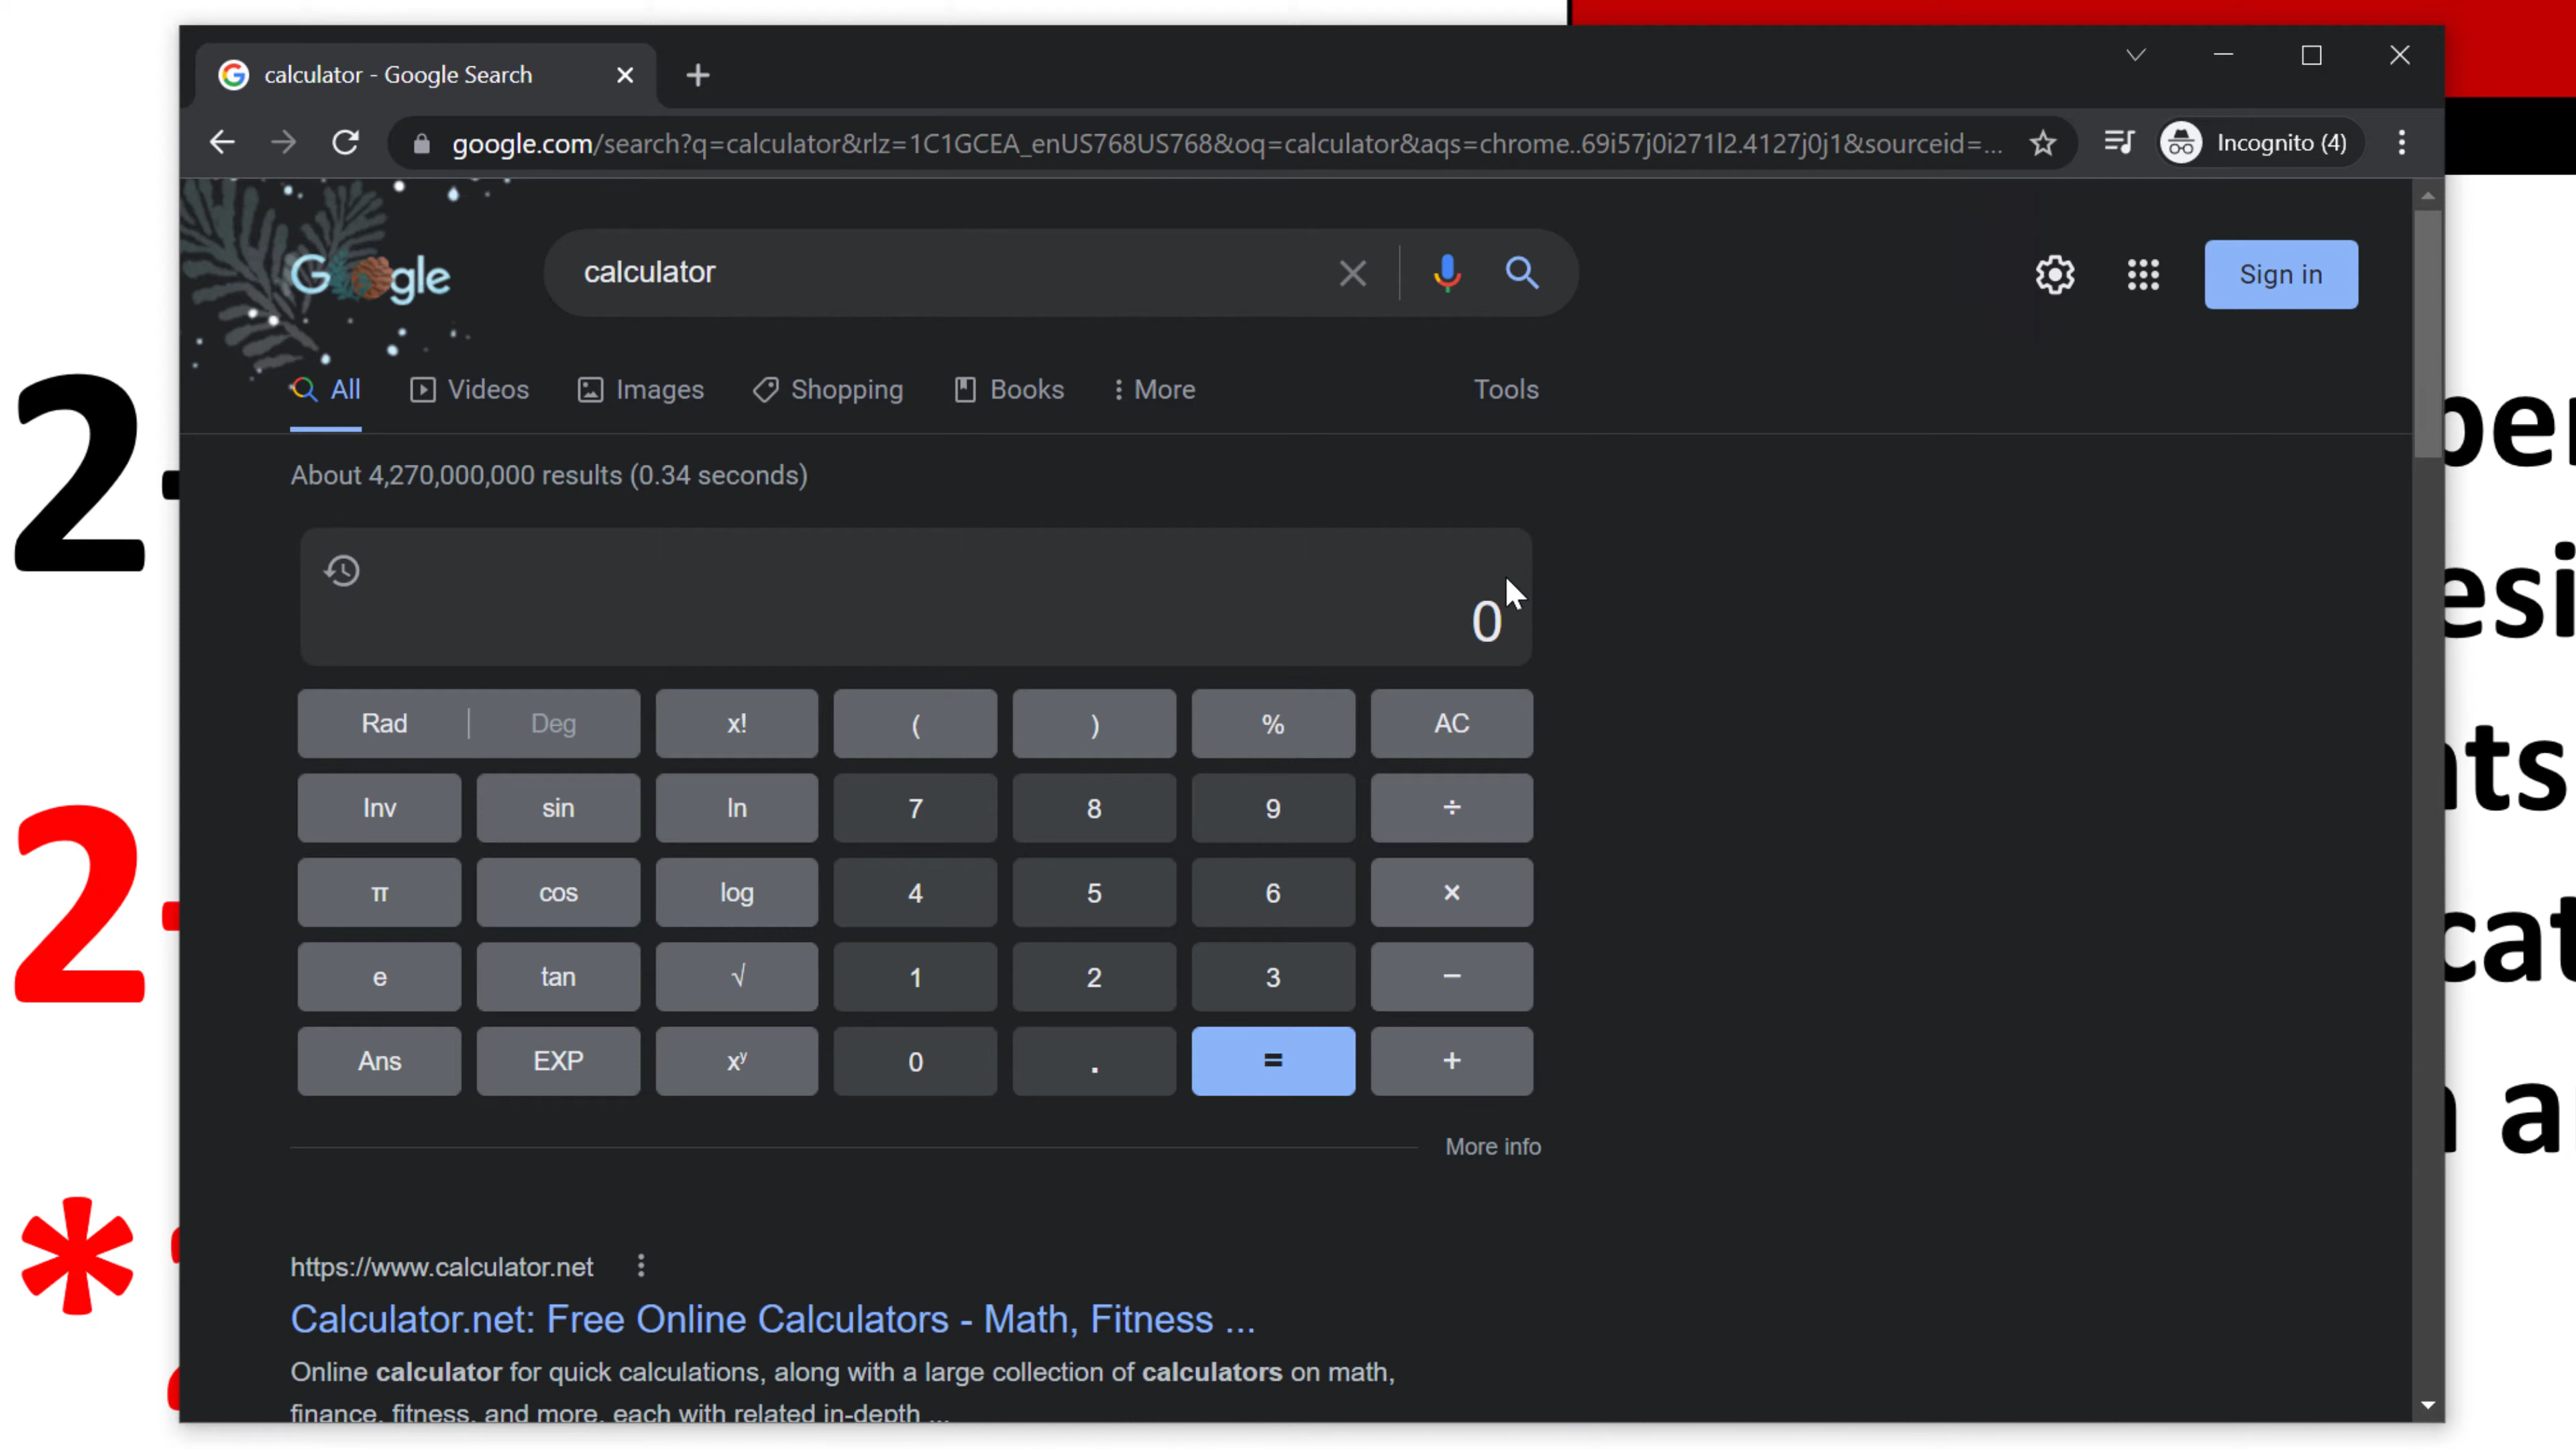 calculator - Google Search
google.com/search?q=calculator&rlz=1C1GCEA_enUS768US768&oq=calculator&aqs=chrome..69i57j0i271l2.4127j0j1&sourceid=...
Incognito (4)
Google
calculator
Sign in
All Videos Images Shopping Books More Tools
About 4,270,000,000 results (0.34 seconds)
0
Rad Deg x! ( ) % AC
Inv sin ln 7 8 9 ÷
π cos log 4 5 6 ×
e tan √ 1 2 3 −
Ans EXP xʸ 0 . = +
More info
https://www.calculator.net
Calculator.net: Free Online Calculators - Math, Fitness ...
Online calculator for quick calculations, along with a large collection of calculators on math,
finance, fitness, and more, each with related in-depth ...
2-
2-
*